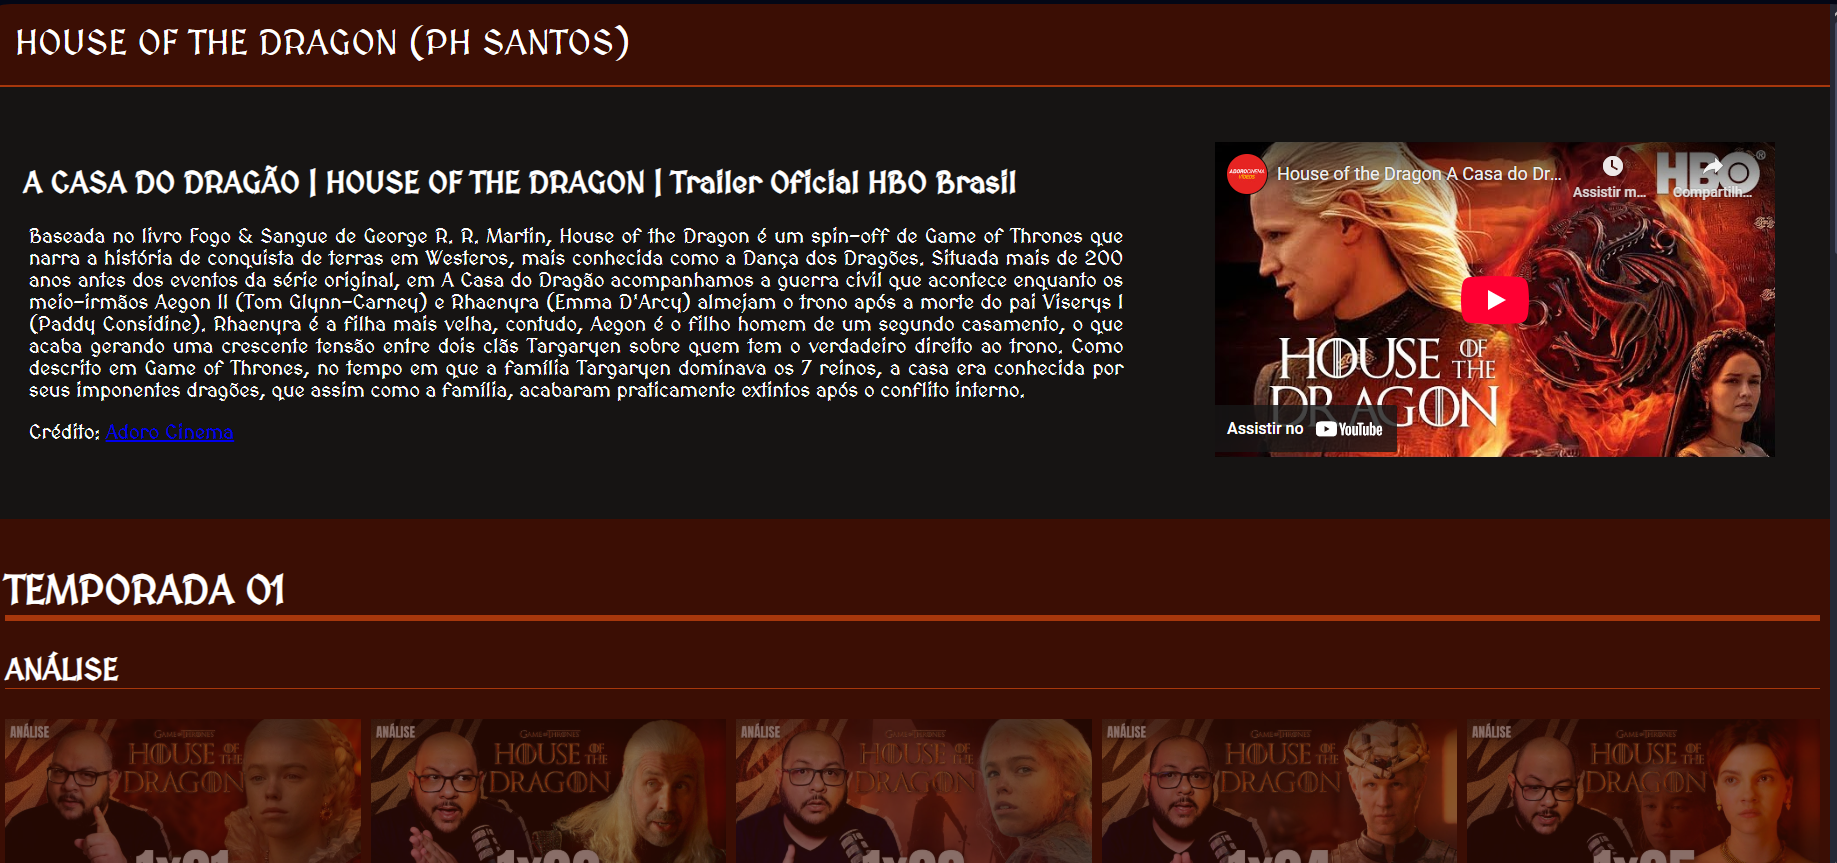 HOUSE OF THE DRAGON (PH SANTOS)
A CASA DO DRAGÃO | HOUSE OF THE DRAGON | Trailer Oficial HBO Brasil
Baseada no livro Fogo & Sangue de George R. R. Martin, House of the Dragon é um spin-off de Game of Thrones que
narra a história de conquista de terras em Westeros, mais conhecida como a Dança dos Dragões. Situada mais de 200
anos antes dos eventos da série original, em A Casa do Dragão acompanhamos a guerra civil que acontece enquanto os
meio-irmãos Aegon II (Tom Glynn-Carney) e Rhaenyra (Emma D'Arcy) almejam o trono após a morte do pai Viserys I
(Paddy Considine). Rhaenyra é a filha mais velha, contudo, Aegon é o filho homem de um segundo casamento, o que
acaba gerando uma crescente tensão entre dois clãs Targaryen sobre quem tem o verdadeiro direito ao trono. Como
descrito em Game of Thrones, no tempo em que a família Targaryen dominava os 7 reinos, a casa era conhecida por
seus imponentes dragões, que assim como a família, acabaram praticamente extintos após o conflito interno.
Crédito: Adoro Cinema
ADOROCINEMA
VIDEOS
House of the Dragon A Casa do Dr...
Assistir m...
Compartilh...
HBO
HOUSE OF THE
DRAGON
Assistir no YouTube
TEMPORADA 01
ANÁLISE
ANÁLISE
GAME OF THRONES
HOUSE OF THE
DRAGON
1x01
ANÁLISE
GAME OF THRONES
HOUSE OF THE
DRAGON
ANÁLISE
GAME OF THRONES
HOUSE OF THE
DRAGON
ANÁLISE
GAME OF THRONES
HOUSE OF THE
DRAGON
1x04
ANÁLISE
GAME OF THRONES
HOUSE OF THE
DRAGON
1x05